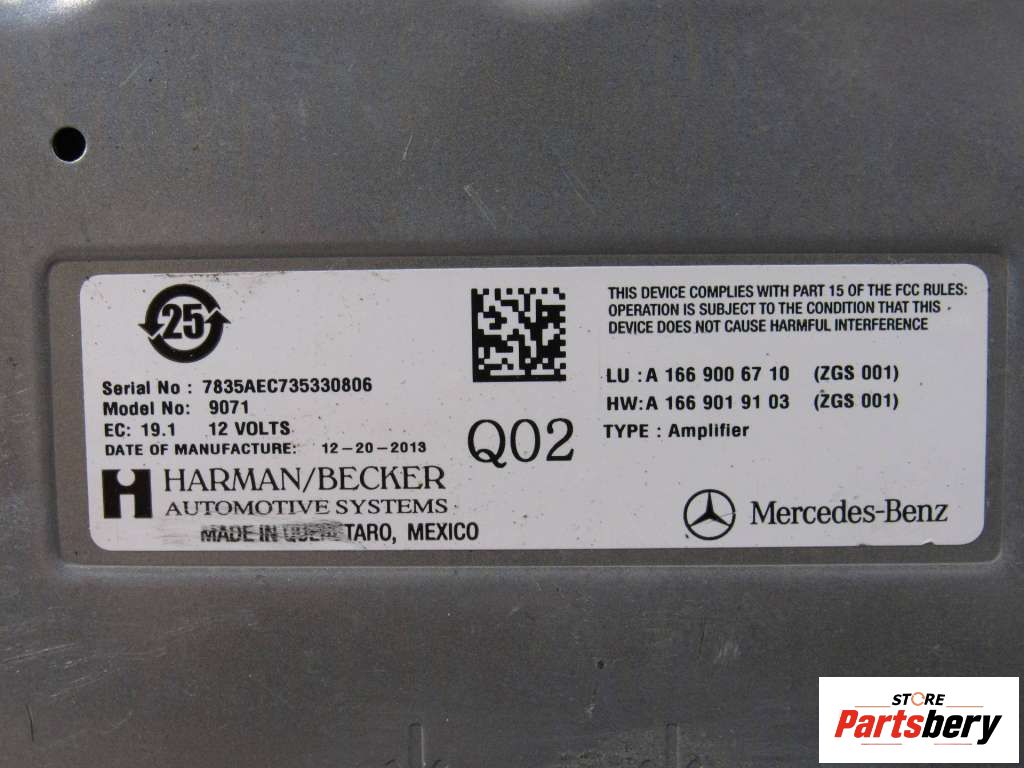 25
Serial No : 7835AEC735330806
Model No: 9071
EC: 19.1 12 VOLTS
DATE OF MANUFACTURE: 12-20-2013
HARMAN/BECKER
AUTOMOTIVE SYSTEMS
MADE IN QUERETARO, MEXICO
Q02
THIS DEVICE COMPLIES WITH PART 15 OF THE FCC RULES:
OPERATION IS SUBJECT TO THE CONDITION THAT THIS
DEVICE DOES NOT CAUSE HARMFUL INTERFERENCE
LU : A 166 900 67 10 (ZGS 001)
HW: A 166 901 91 03 (ZGS 001)
TYPE : Amplifier
Mercedes-Benz
STORE
Partsbery